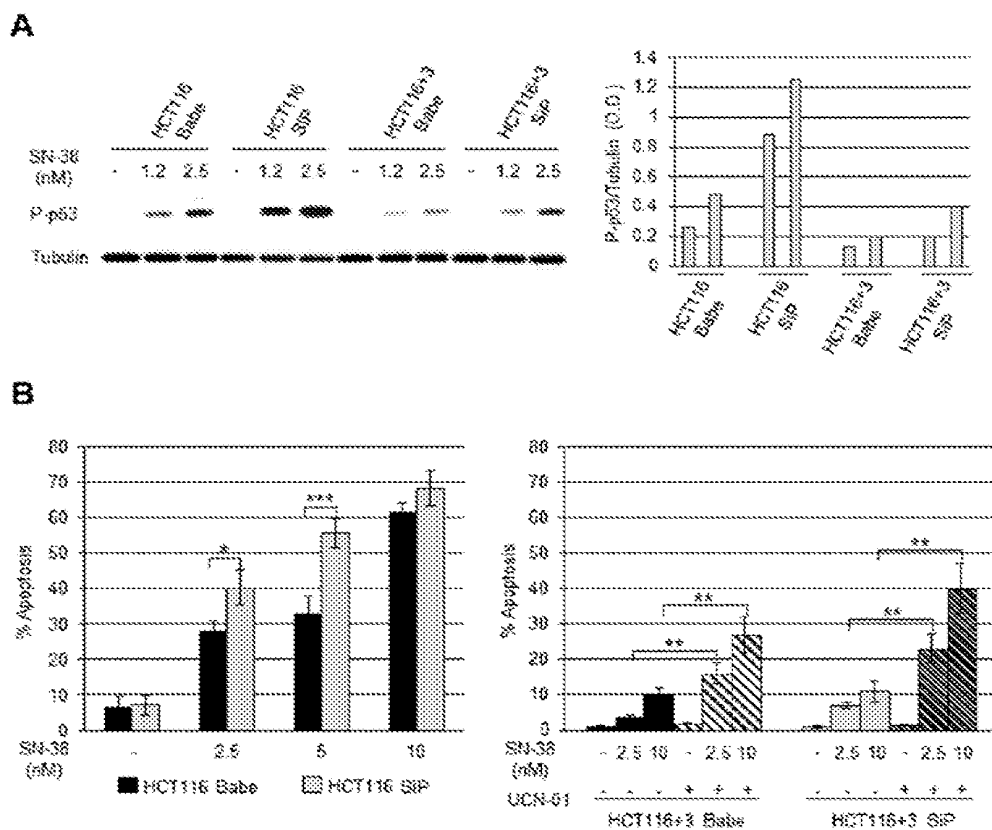 A
HCT116 Babe
HCT116 SiP
HCT116+3 Babe
HCT116+3 SiP
SN-38 (nM)
- 1.2 2.5 - 1.2 2.5 - 1.2 2.5 - 1.2 2.5
P-p53
Tubulin
P-p53/Tubulin (O.D.)
1.4
1.2
1
0.8
0.6
0.4
0.2
0
HCT116 Babe
HCT116 SiP
HCT116+3 Babe
HCT116+3 SiP
B
% Apoptosis
80
70
60
50
40
30
20
10
0
*
***
SN-38 (nM)
- 2.5 5 10
HCT116 Babe
HCT116 SiP
% Apoptosis
80
70
60
50
40
30
20
10
0
**
**
**
**
SN-38 (nM)
- 2.5 10 - 2.5 10 - 2.5 10 - 2.5 10
UCN-01
- - - + + + - - - + + +
HCT116+3 Babe
HCT116+3 SiP